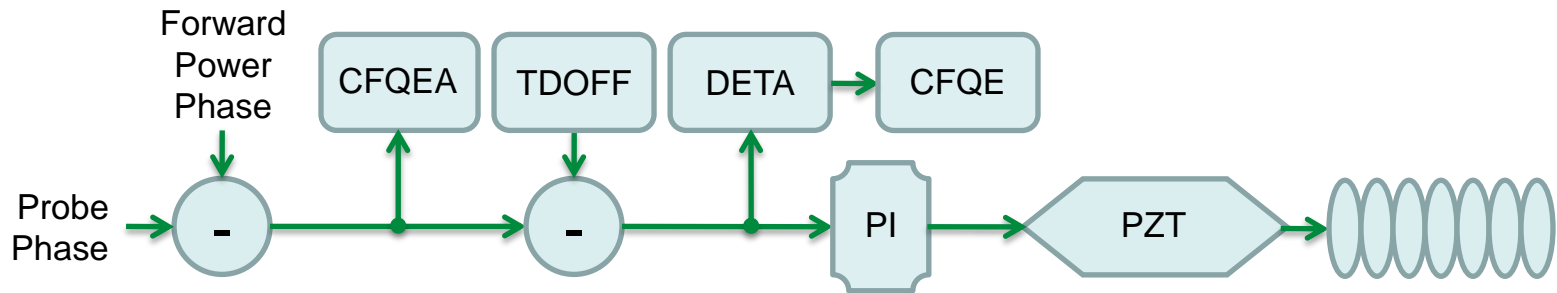 Forward
Power
Phase
CFQEA
TDOFF
DETA
CFQE
Probe
Phase
-
-
PI
PZT